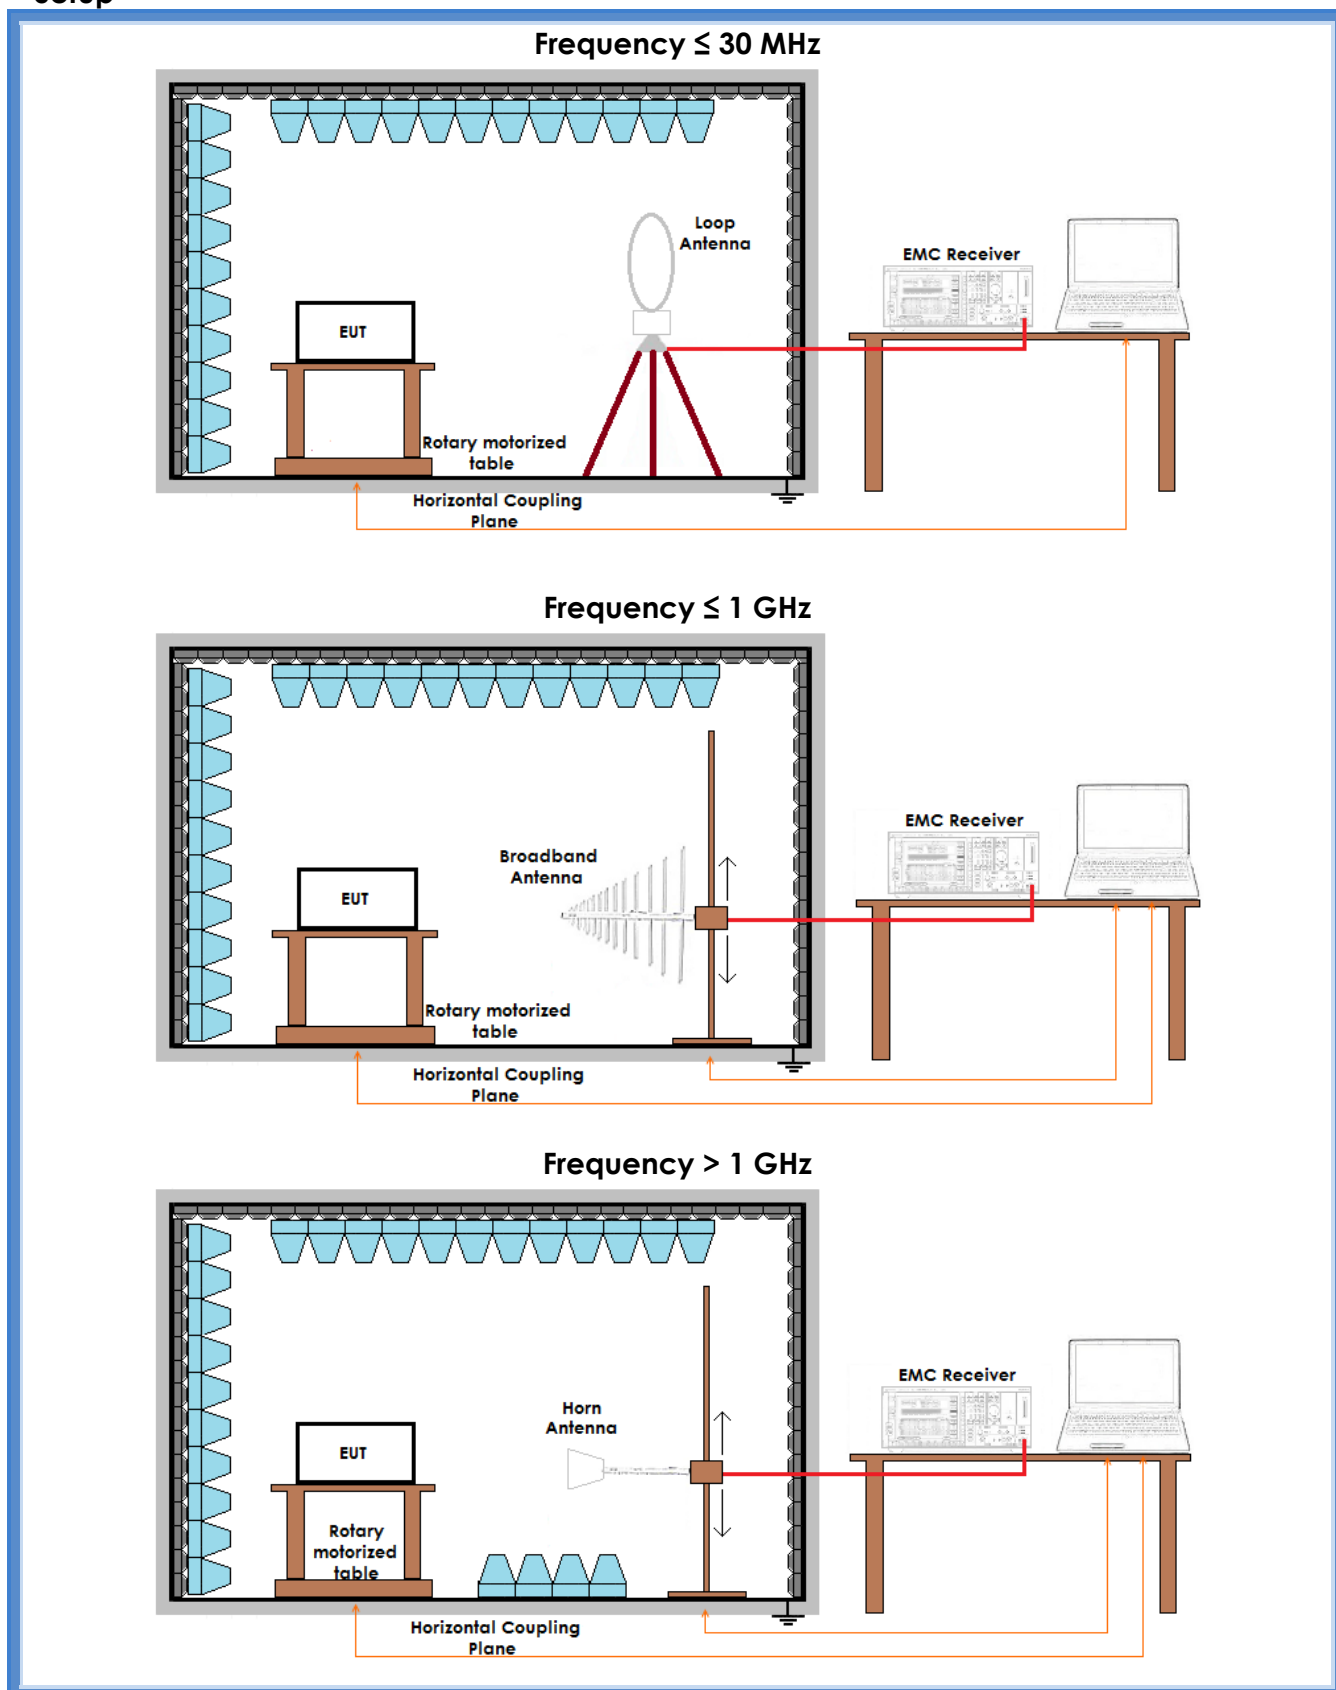 Setup
Frequency ≤ 30 MHz
Loop
Antenna
EMC Receiver
EUT
Rotary motorized
table
Horizontal Coupling
Plane
Frequency ≤ 1 GHz
EMC Receiver
Broadband
Antenna
EUT
Rotary motorized
table
Horizontal Coupling
Plane
Frequency > 1 GHz
EMC Receiver
Horn
Antenna
EUT
Rotary
motorized
table
Horizontal Coupling
Plane